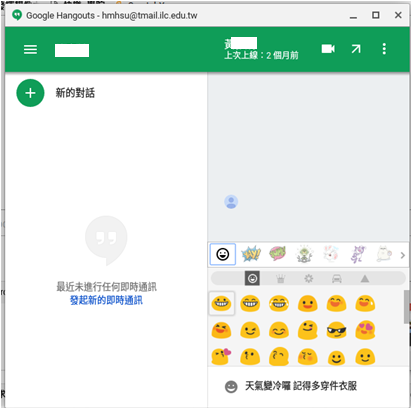 Google Hangouts - hmhsu@tmail.ilc.edu.tw
黃
上次上線：2 個月前
新的對話
最近未進行任何即時通訊
發起新的即時通訊
天氣變冷囉 記得多穿件衣服